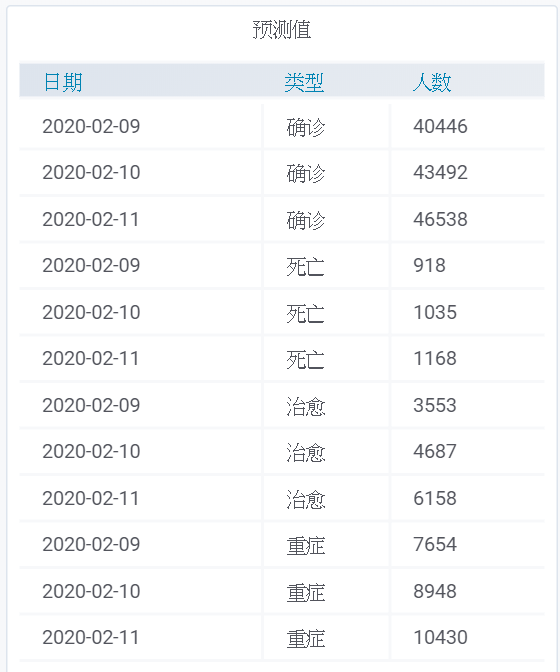 预测值
日期 类型 人数
2020-02-09 确诊 40446
2020-02-10 确诊 43492
2020-02-11 确诊 46538
2020-02-09 死亡 918
2020-02-10 死亡 1035
2020-02-11 死亡 1168
2020-02-09 治愈 3553
2020-02-10 治愈 4687
2020-02-11 治愈 6158
2020-02-09 重症 7654
2020-02-10 重症 8948
2020-02-11 重症 10430